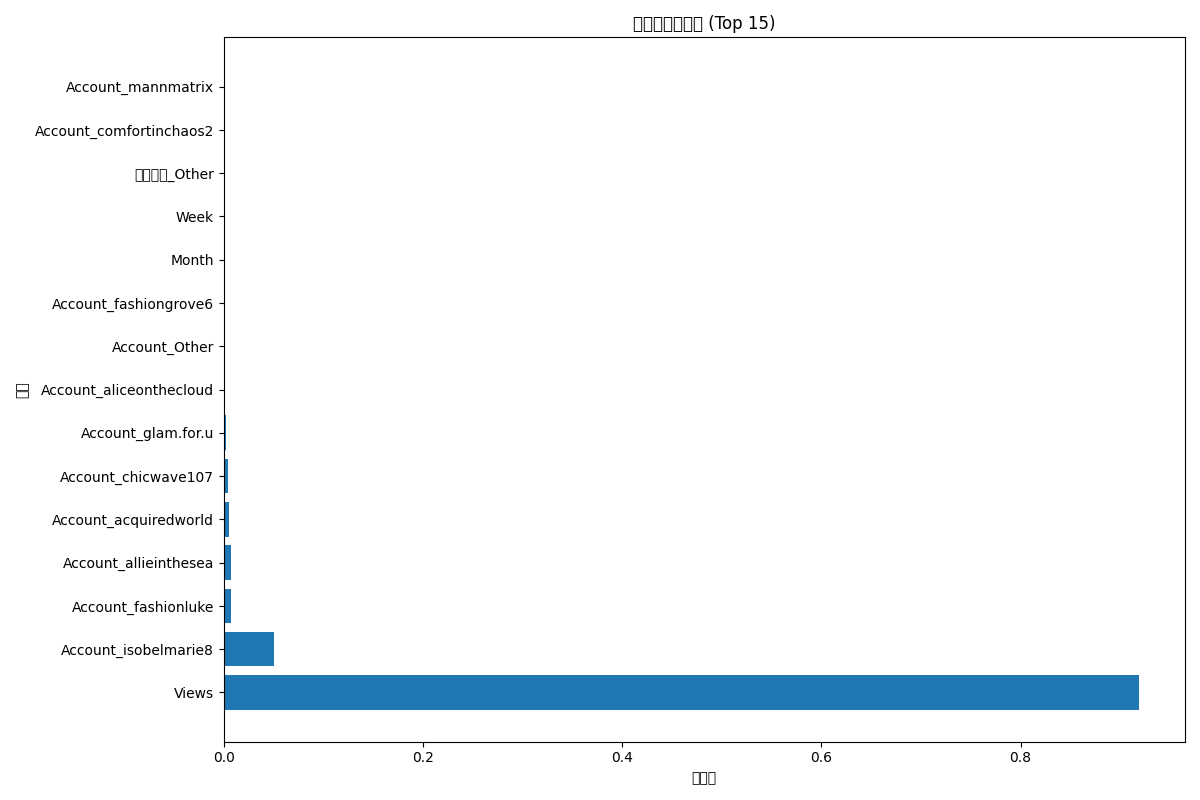 (Top 15)
Account_mannmatrix
Account_comfortinchaos2
_Other
Week
Month
Account_fashiongrove6
Account_Other
Account_aliceonthecloud
Account_glam.for.u
Account_chicwave107
Account_acquiredworld
Account_allieinthesea
Account_fashionluke
Account_isobelmarie8
Views
0.0 0.2 0.4 0.6 0.8